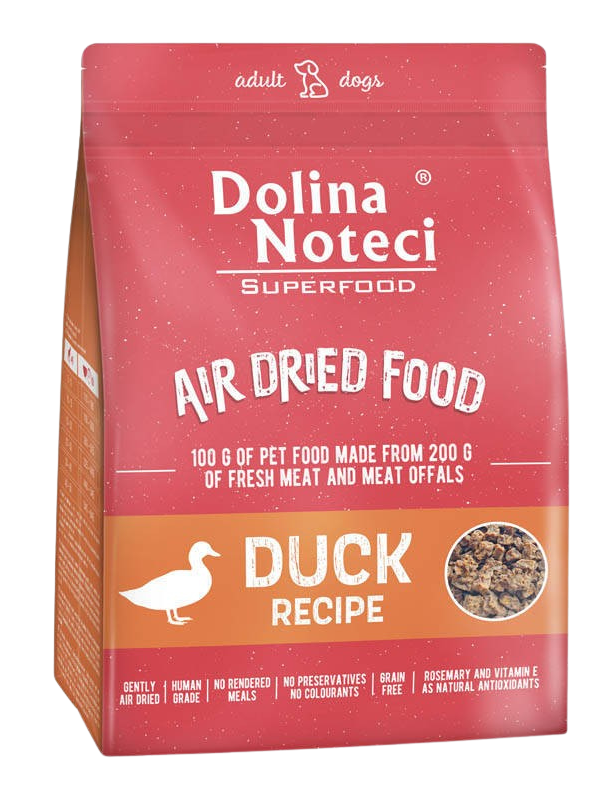 adult dogs
Dolina ®
Noteci
SUPERFOOD
AIR DRIED FOOD
100 G OF PET FOOD MADE FROM 200 G
OF FRESH MEAT AND MEAT OFFALS
DUCK
RECIPE
GENTLY
AIR DRIED
HUMAN
GRADE
NO RENDERED
MEALS
NO PRESERVATIVES
NO COLOURANTS
GRAIN
FREE
ROSEMARY AND VITAMIN E
AS NATURAL ANTIOXIDANTS